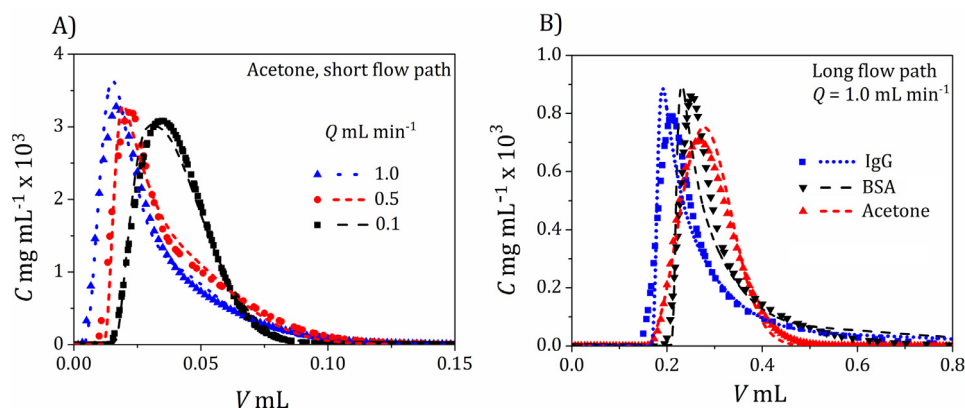 A)
Acetone, short flow path
Q mL min⁻¹
1.0
0.5
0.1
C mg mL⁻¹ x 10³
4
3
2
1
0
0.00
0.05
0.10
0.15
V mL
B)
Long flow path
Q = 1.0 mL min⁻¹
IgG
BSA
Acetone
C mg mL⁻¹ x 10³
1.0
0.8
0.6
0.4
0.2
0.0
0.0
0.2
0.4
0.6
0.8
V mL